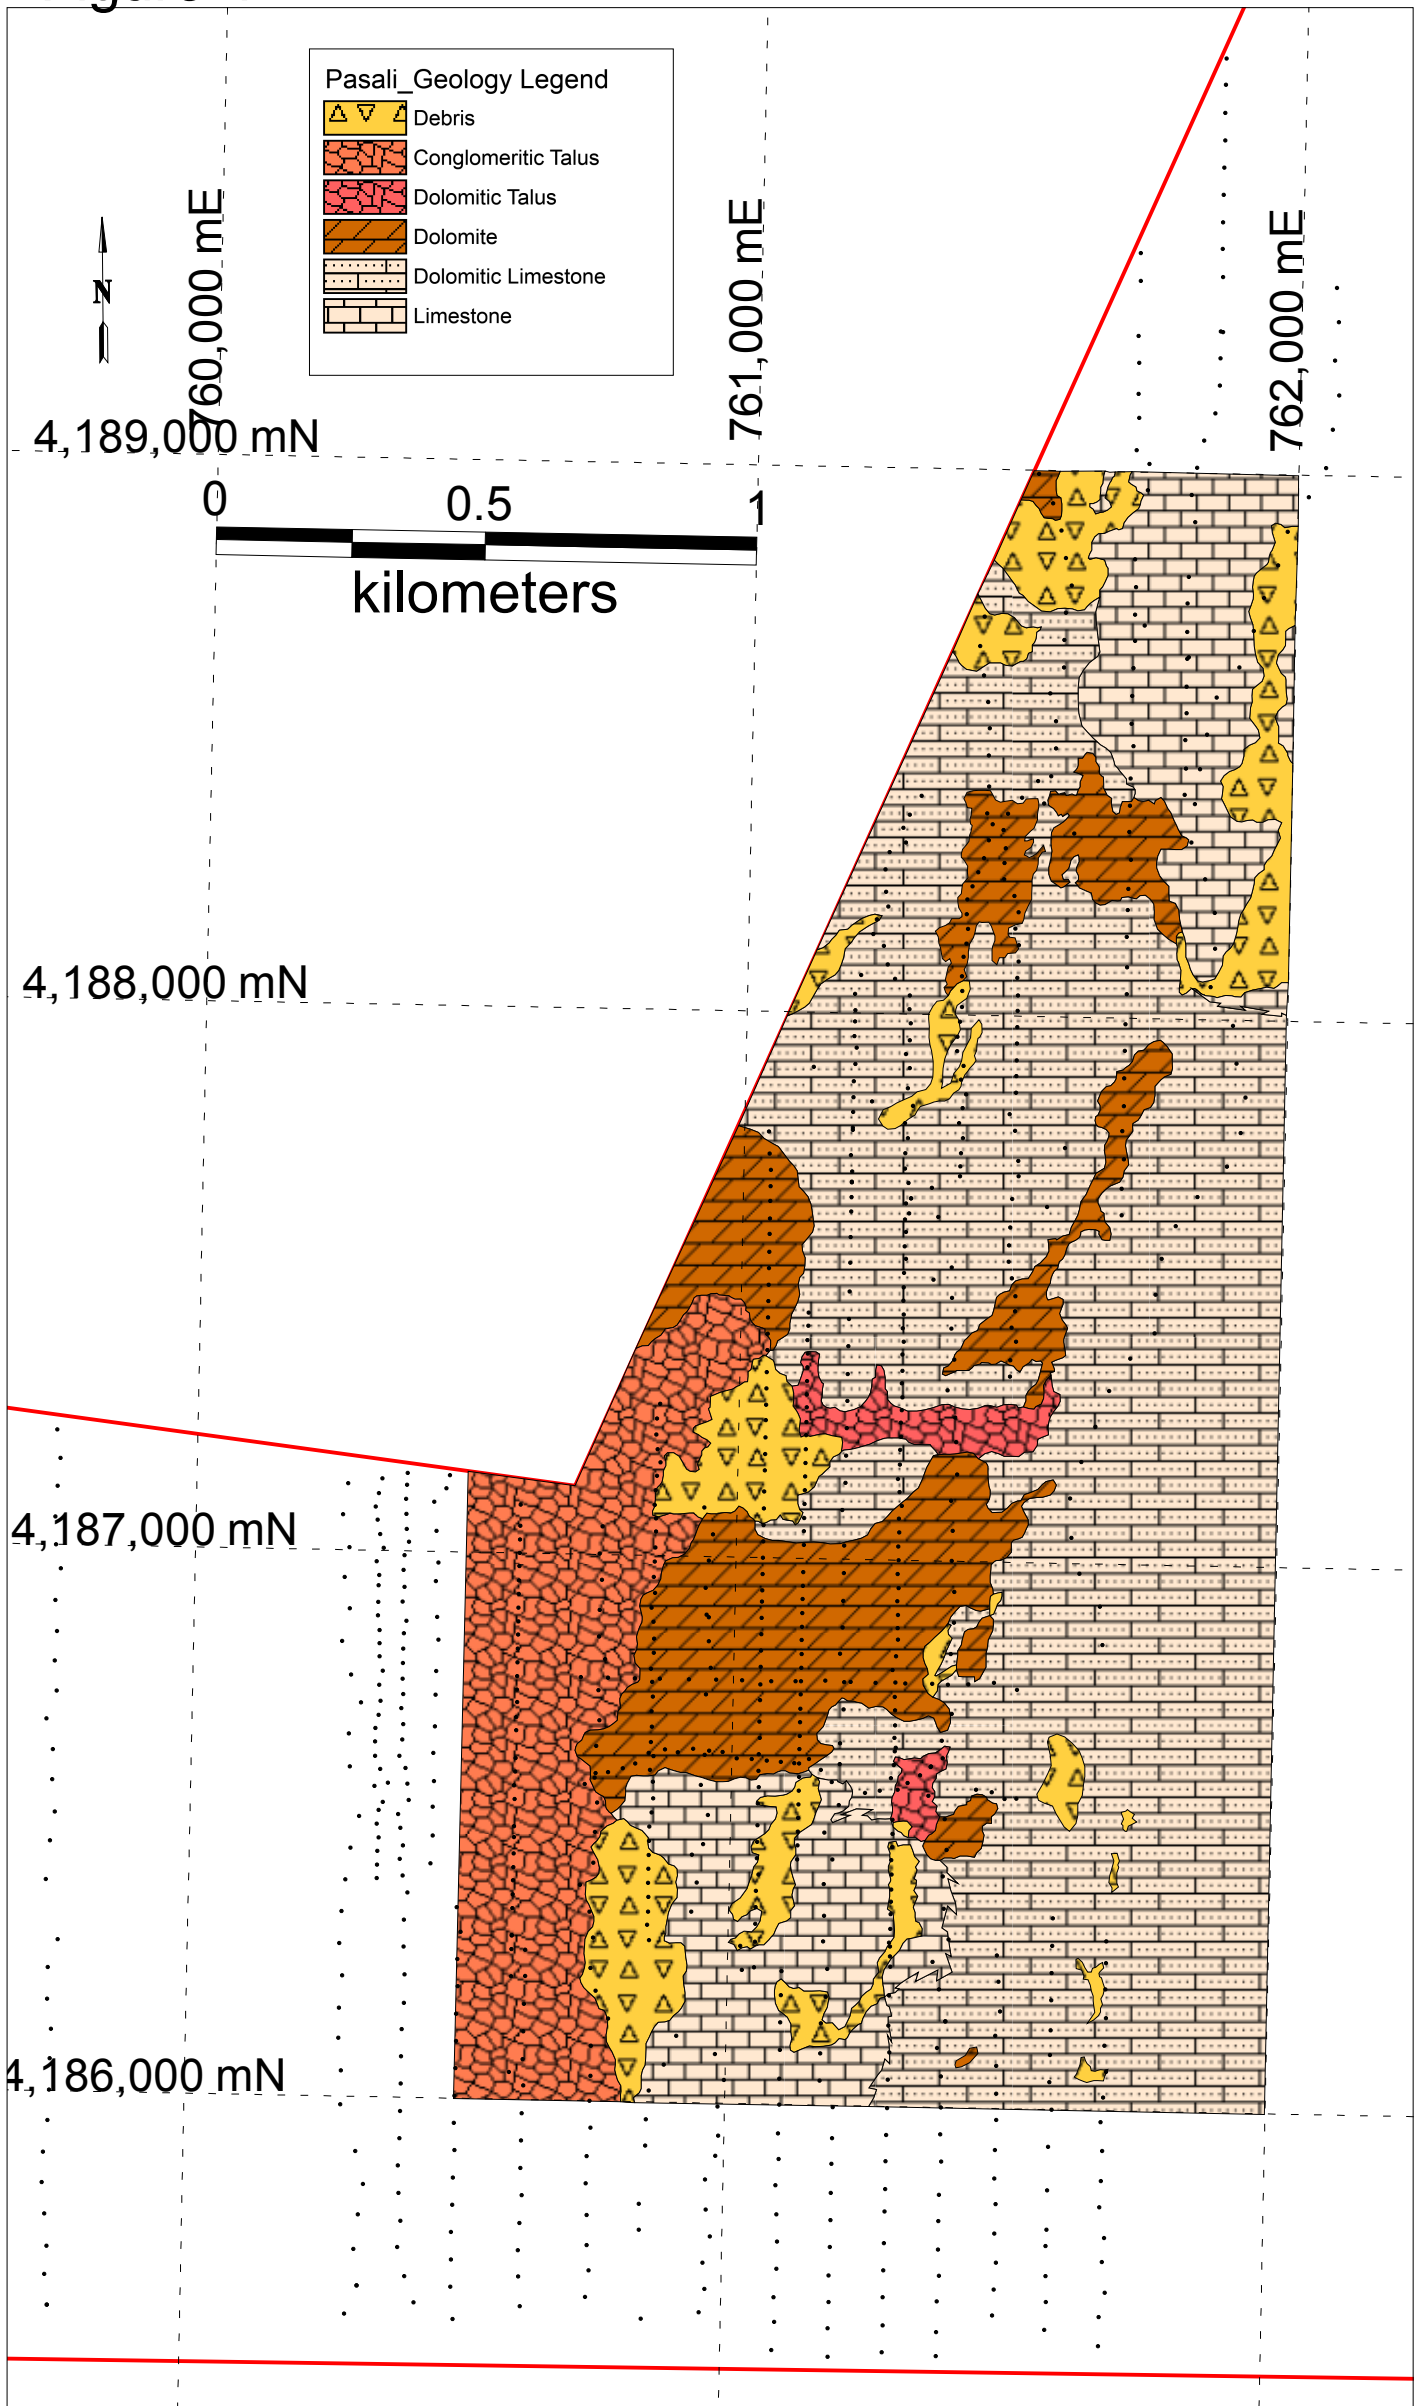 Pasali_Geology Legend
Debris
Conglomeritic Talus
Dolomitic Talus
Dolomite
Dolomitic Limestone
Limestone
N
760,000 mE
761,000 mE
762,000 mE
4,189,000 mN
0 0.5 1
kilometers
4,188,000 mN
4,187,000 mN
4,186,000 mN